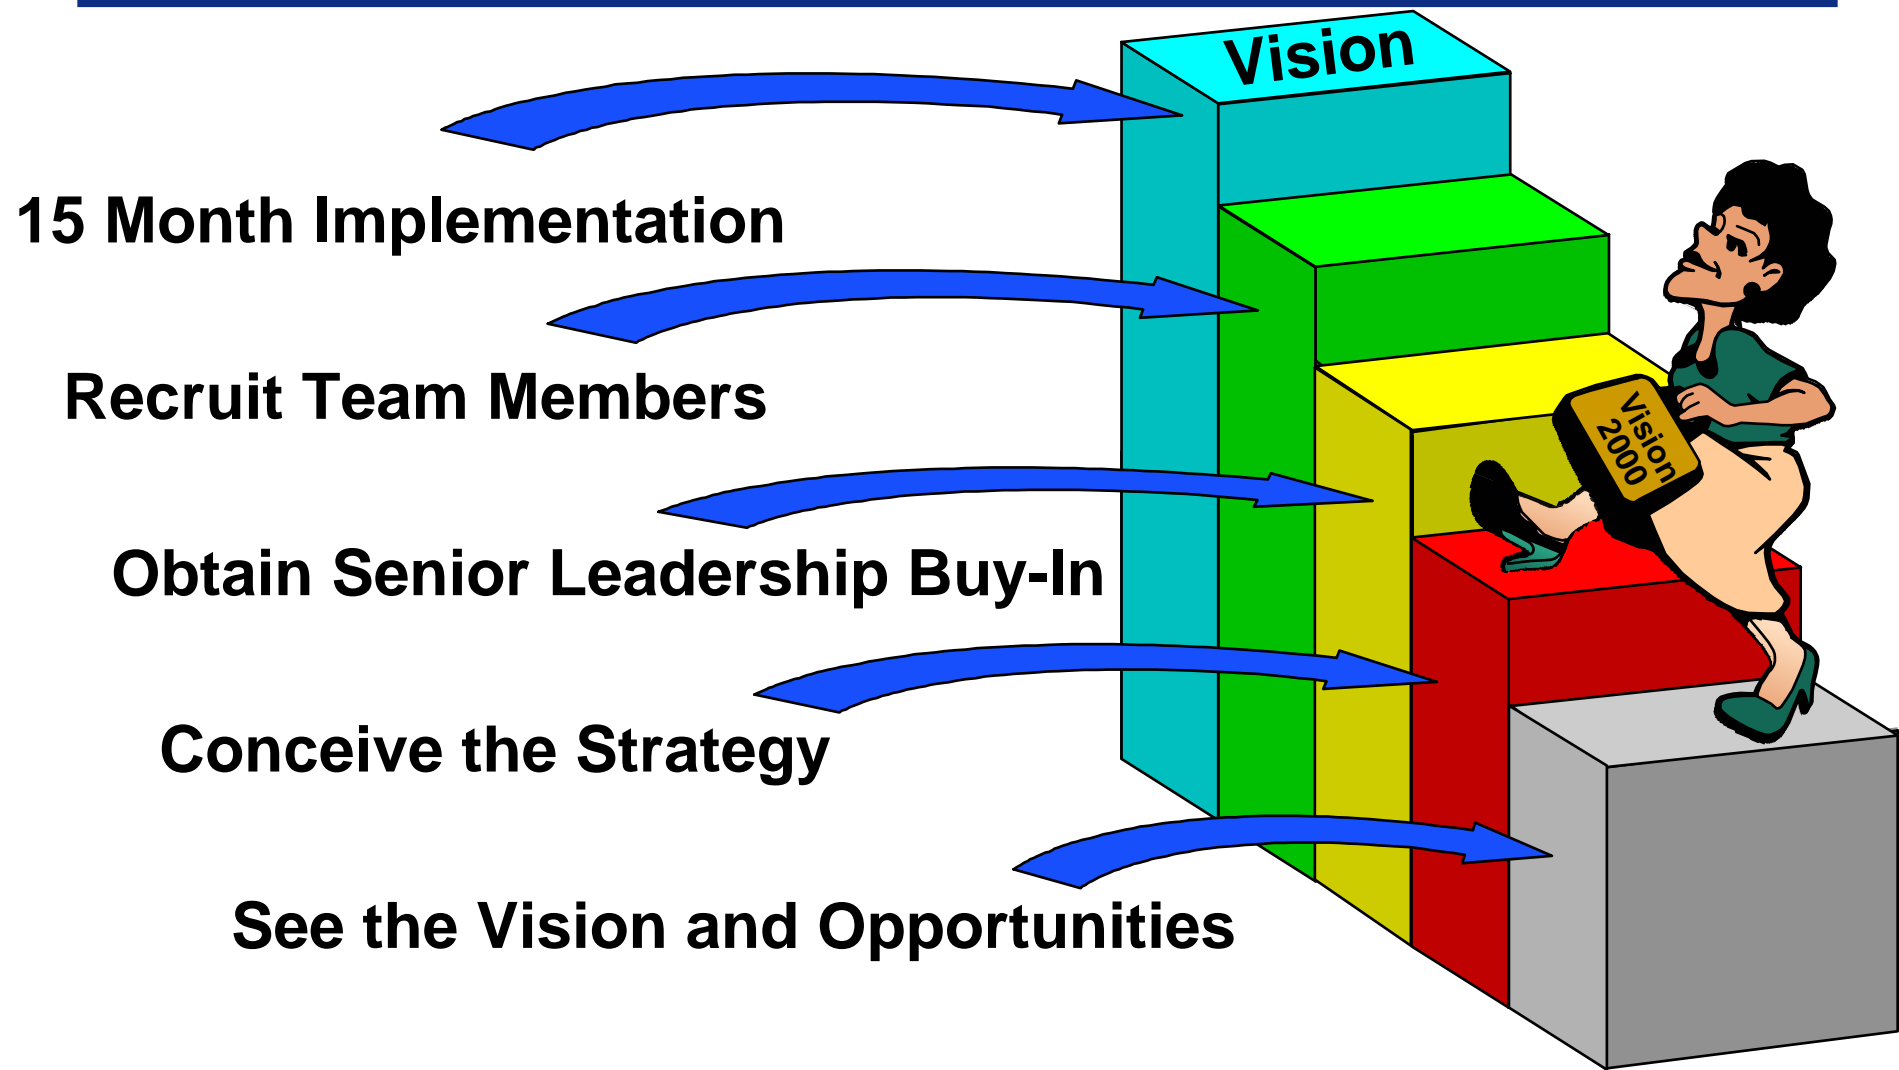 Vision
15 Month Implementation
Recruit Team Members
Vision
2000
Obtain Senior Leadership Buy-In
Conceive the Strategy
See the Vision and Opportunities